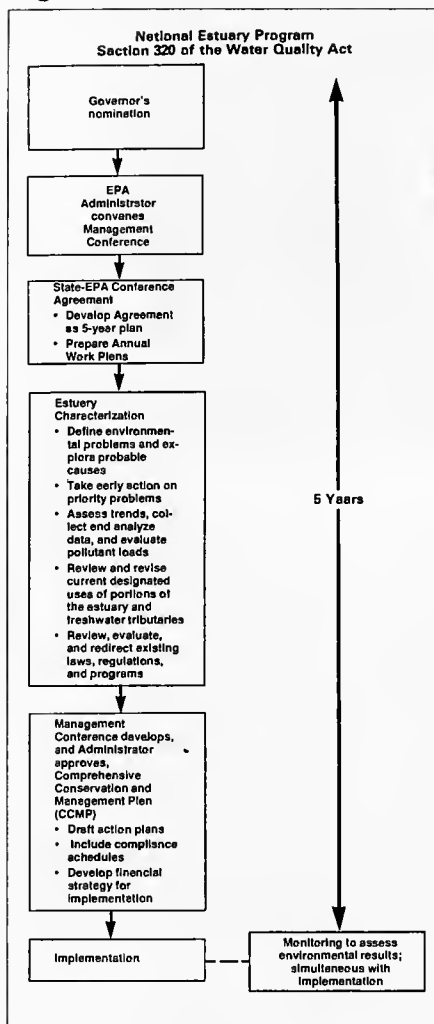 National Estuary Program
Section 320 of the Water Quality Act
Governor's
nomination
EPA
Administrator
convenes
Management
Conference
State-EPA Conference
Agreement
• Develop Agreement
as 5-year plan
• Prepare Annual
Work Plans
Estuary
Characterization
• Define environmen-
tal problems and ex-
plore probable
causes
• Take early action on
priority problems
• Assess trends, col-
lect and analyze
data, and evaluate
pollutant loads
• Review and revise
current designated
uses of portions of
the estuary and
freshwater tributaries
• Review, evaluate,
and redirect existing
laws, regulations,
and programs
5 Years
Management
Conference develops,
and Administrator
approves,
Comprehensive
Conservation and
Management Plan
(CCMP)
• Draft action plans
• Include compliance
schedules
• Develop financial
strategy for
implementation
Implementation
Monitoring to assess
environmental results;
simultaneous with
implementation